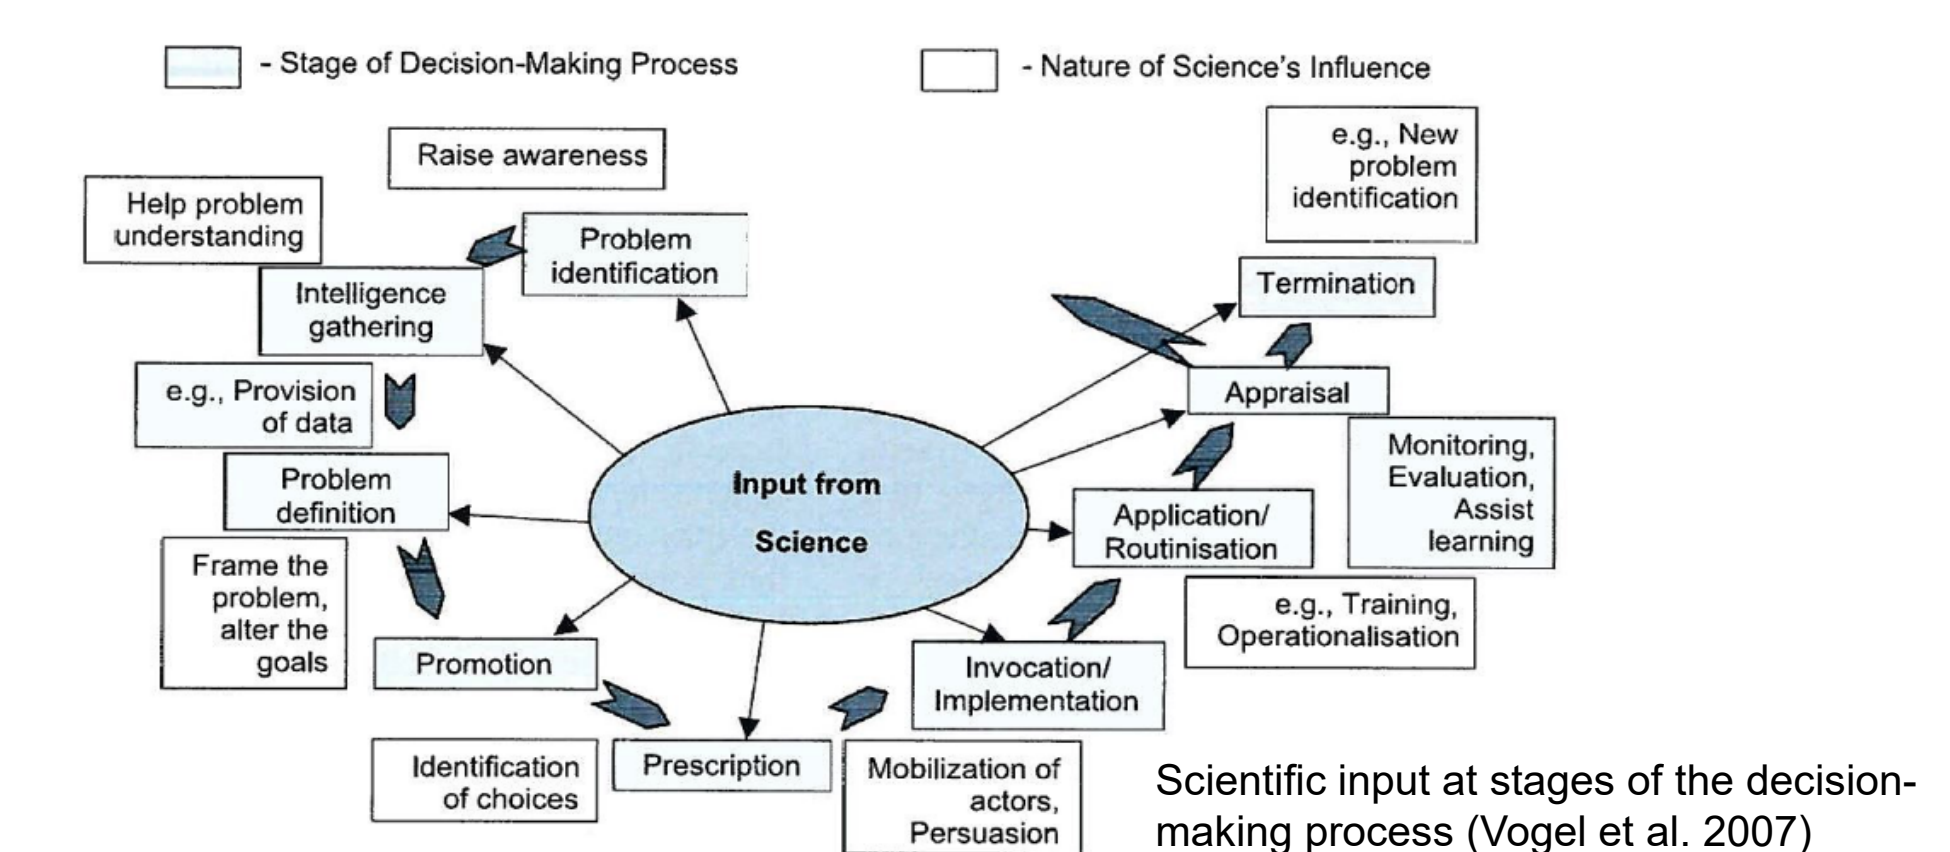 - Stage of Decision-Making Process
- Nature of Science's Influence
Raise awareness
Help problem
understanding
Problem
identification
Intelligence
gathering
e.g., Provision
of data
Problem
definition
Frame the
problem,
alter the
goals
Promotion
Identification
of choices
Prescription
Mobilization of
actors,
Persuasion
Invocation/
Implementation
e.g., Training,
Operationalisation
Application/
Routinisation
Monitoring,
Evaluation,
Assist
learning
Appraisal
Termination
e.g., New
problem
identification
Input from
Science
Scientific input at stages of the decision-
making process (Vogel et al. 2007)